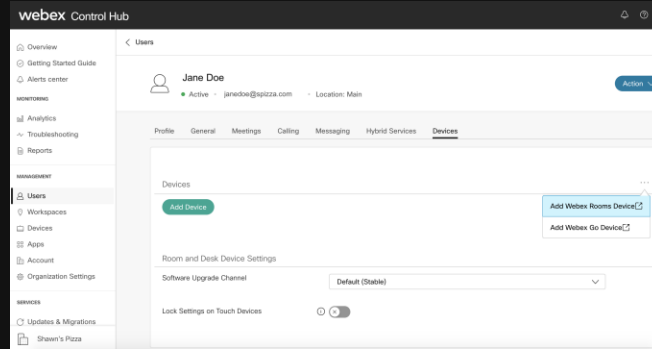 webex Control Hub
Overview
Getting Started Guide
Alerts center
MONITORING
Analytics
Troubleshooting
Reports
MANAGEMENT
Users
Workspaces
Devices
Apps
Account
Organization Settings
SERVICES
Updates & Migrations
Shawn's Pizza
Users
Jane Doe
Active janedoe@spizza.com Location: Main
Action
Profile General Meetings Calling Messaging Hybrid Services Devices
Devices
Add Device
Add Webex Rooms Device
Add Webex Go Device
Room and Desk Device Settings
Software Upgrade Channel Default (Stable)
Lock Settings on Touch Devices